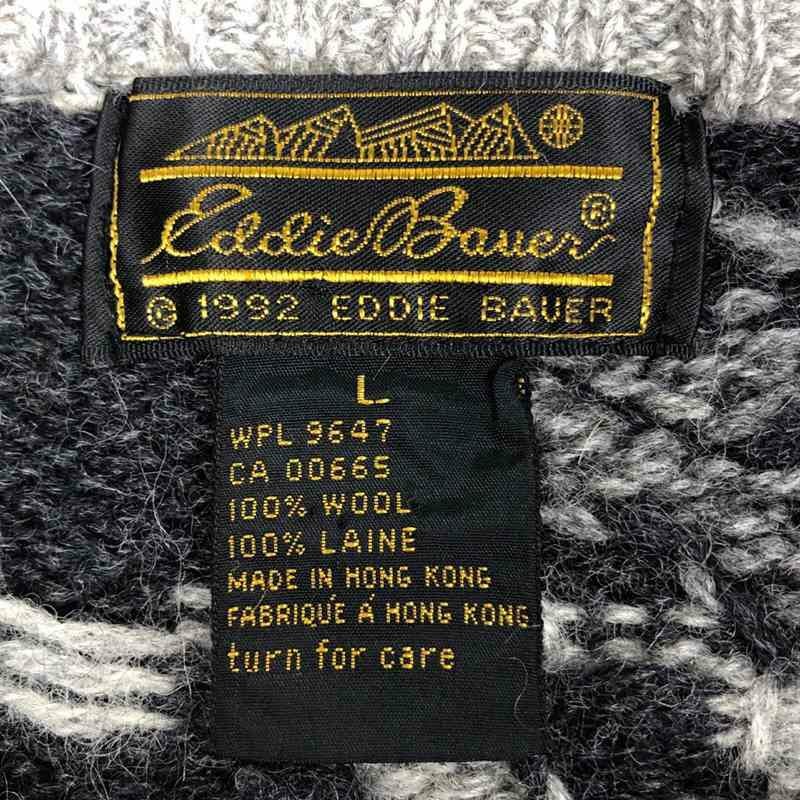 Eddie Bauer®
© 1992 EDDIE BAUER
L
WPL 9647
CA 00665
100% WOOL
100% LAINE
MADE IN HONG KONG
FABRIQUÉ À HONG KONG
turn for care